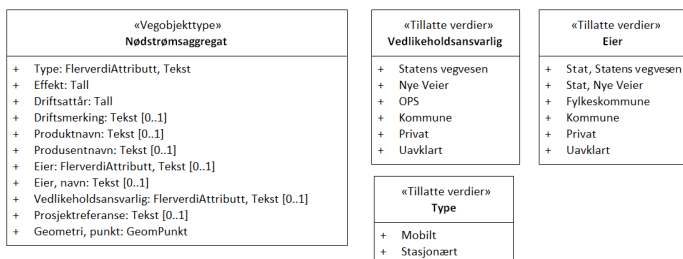 «Vegobjekttype»
Nødstrømsaggregat
+ Type: FlerverdiAttributt, Tekst
+ Effekt: Tall
+ Driftsattår: Tall
+ Driftsmerking: Tekst [0..1]
+ Produktnavn: Tekst [0..1]
+ Produsentnavn: Tekst [0..1]
+ Eier: FlerverdiAttributt, Tekst [0..1]
+ Eier, navn: Tekst [0..1]
+ Vedlikeholdsansvarlig: FlerverdiAttributt, Tekst [0..1]
+ Prosjektreferanse: Tekst [0..1]
+ Geometri, punkt: GeomPunkt
«Tillatte verdier»
Vedlikeholdsansvarlig
+ Statens vegvesen
+ Nye Veier
+ OPS
+ Kommune
+ Privat
+ Uavklart
«Tillatte verdier»
Eier
+ Stat, Statens vegvesen
+ Stat, Nye Veier
+ Fylkeskommune
+ Kommune
+ Privat
+ Uavklart
«Tillatte verdier»
Type
+ Mobilt
+ Stasjonært